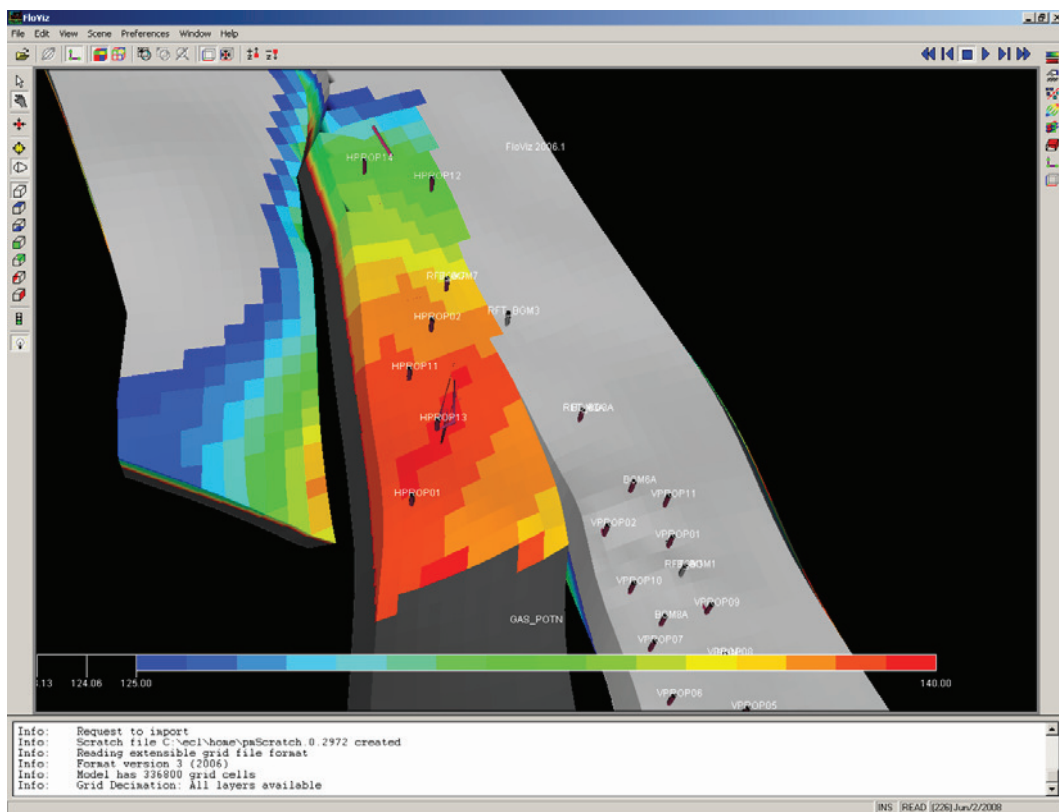 FloViz
File Edit View Scene Preferences Window Help
FloViz 2006.1
HPROP14
HPROP12
HPROP02
RFT_BGM3
HPROP11
HPROP13
BGM6A
HPROP01
VPROP11
VPROP02
VPROP01
VPROP10
VPROP09
GAS_POTN
BGM8A
VPROP07
VPROP06
VPROP05
124.06 125.00 140.00
Info: Request to import
Info: Scratch file C:\ecl\home\pmScratch.0.2972 created
Info: Reading extensible grid file format
Info: Format version 3 (2006)
Info: Model has 336800 grid cells
Info: Grid Decimation: All layers available
INS READ [226] Jun/2/2008